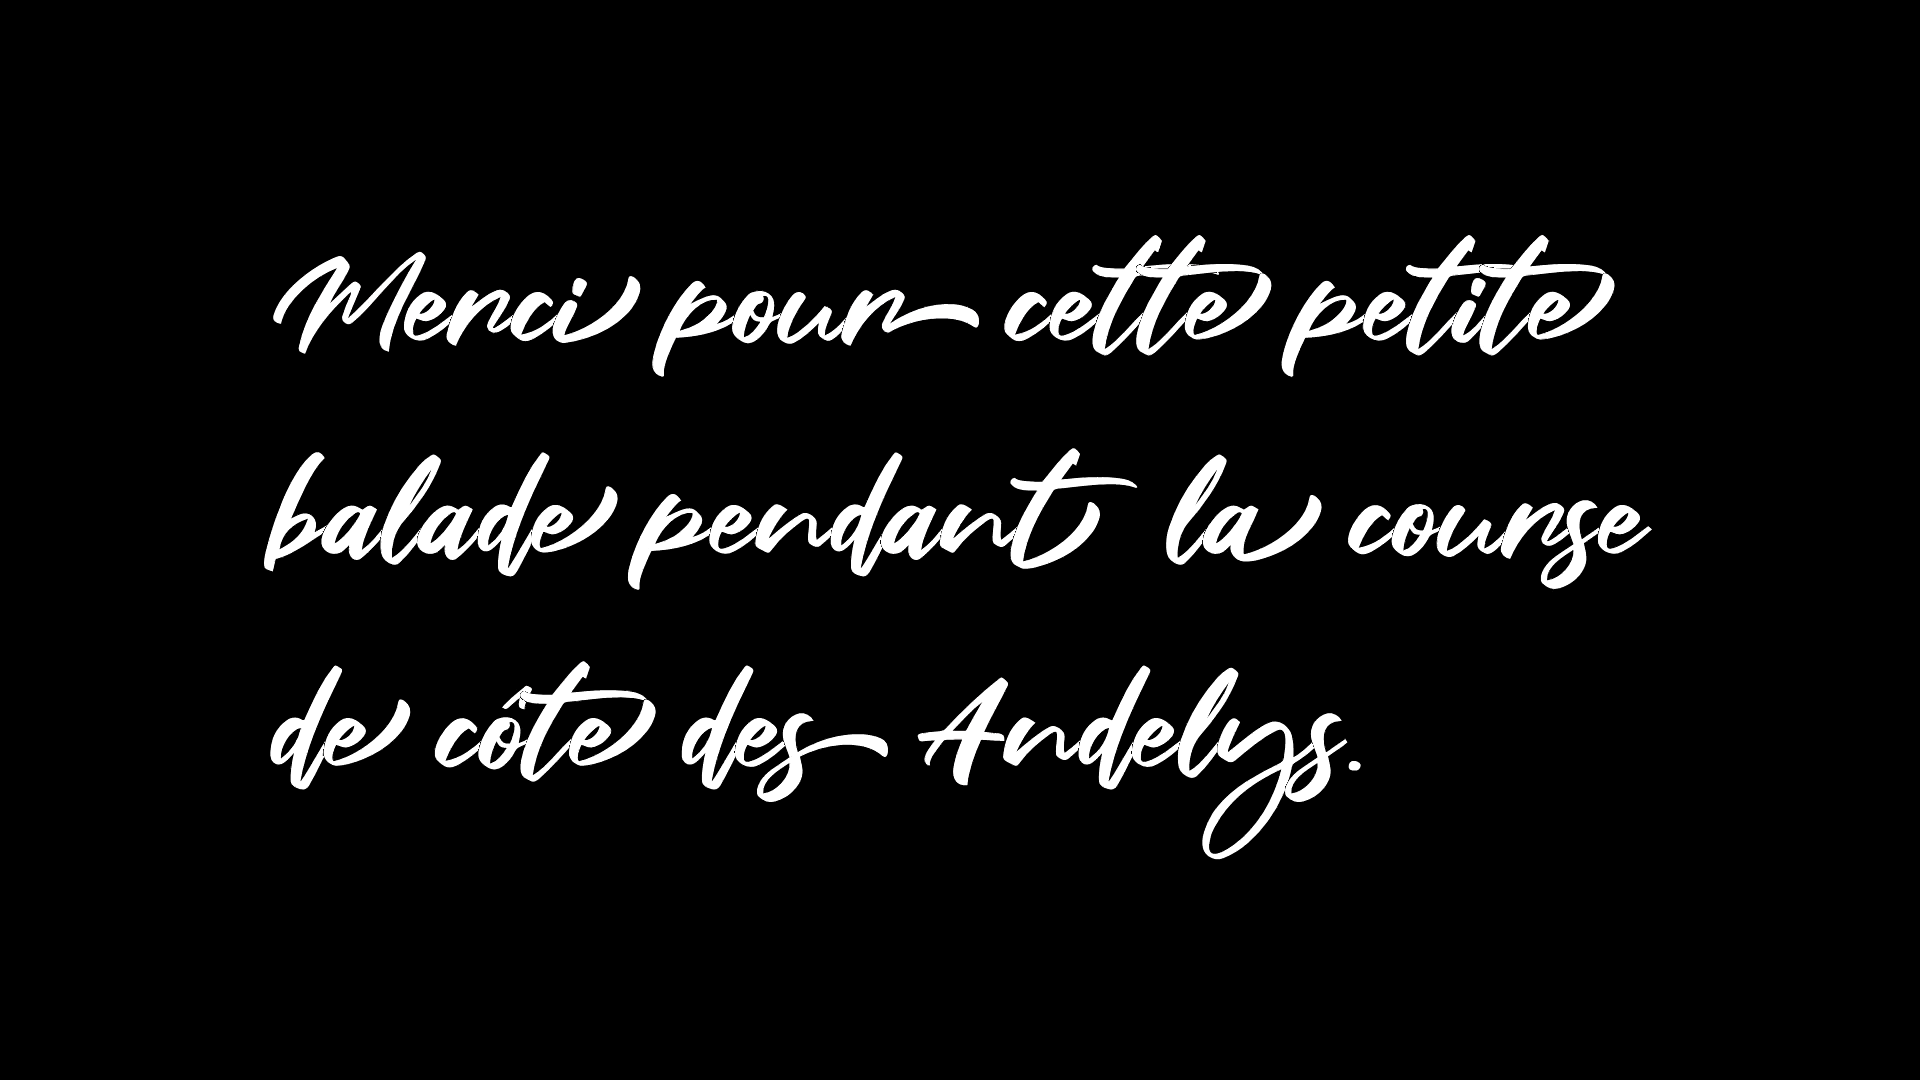 Merci pour cette petite
balade pendant la course
de côte des Andelys.